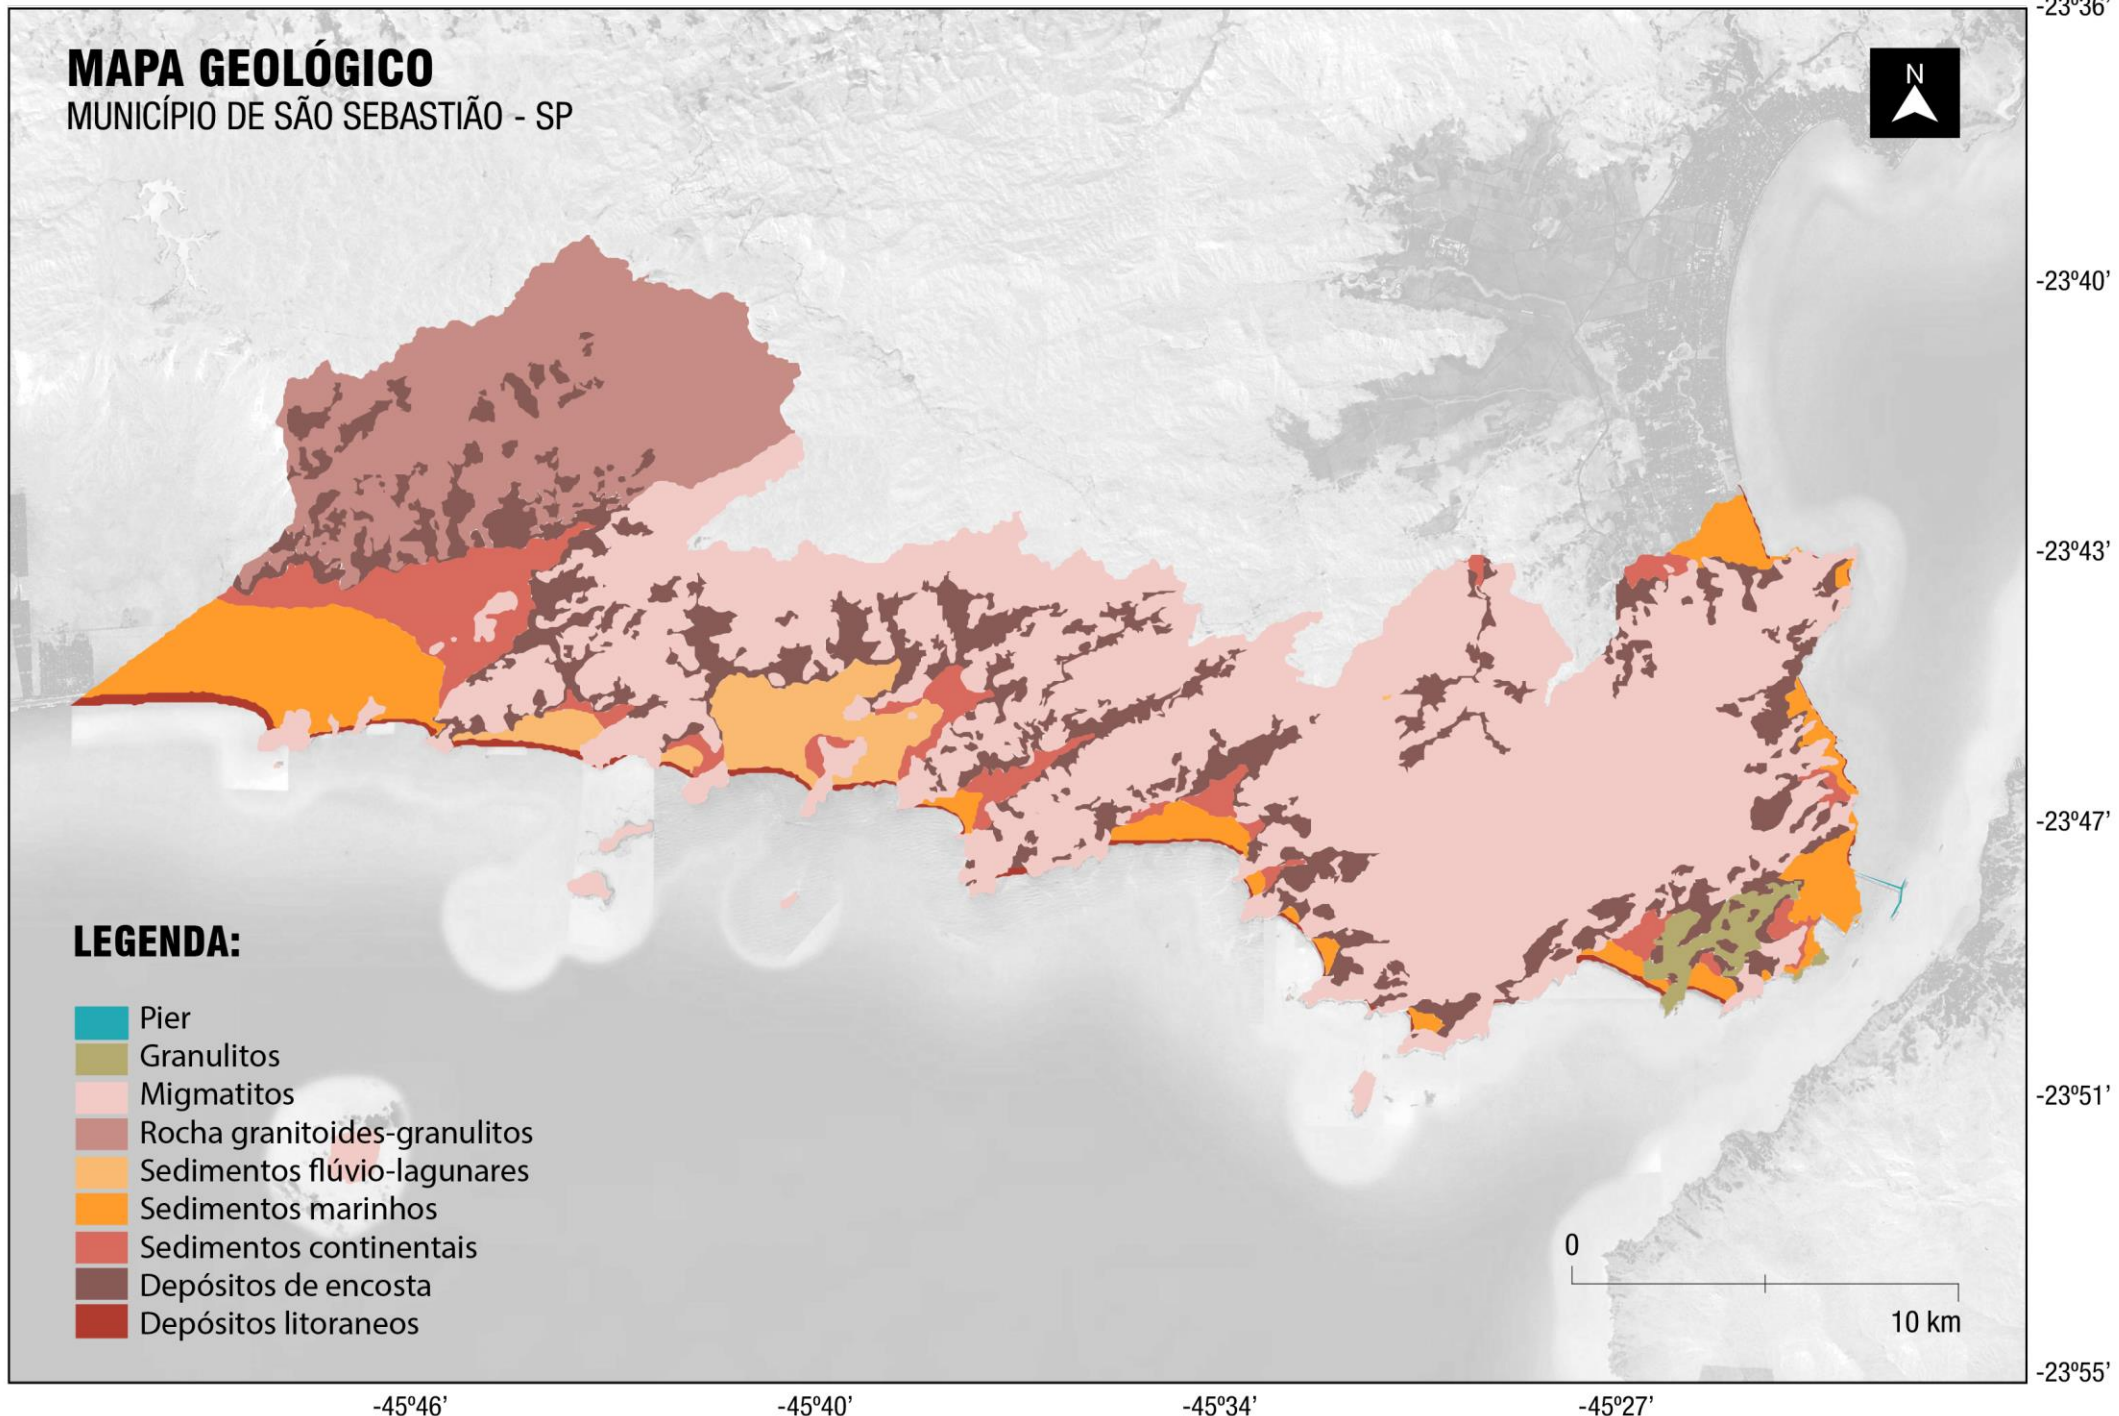 MAPA GEOLÓGICO
MUNICÍPIO DE SÃO SEBASTIÃO - SP
N
-23º36'
-23º40'
-23º43'
-23º47'
-23º51'
-23º55'
LEGENDA:
Pier
Granulitos
Migmatitos
Rocha granitoides-granulitos
Sedimentos flúvio-lagunares
Sedimentos marinhos
Sedimentos continentais
Depósitos de encosta
Depósitos litoraneos
0
10 km
-45º46'
-45º40'
-45º34'
-45º27'